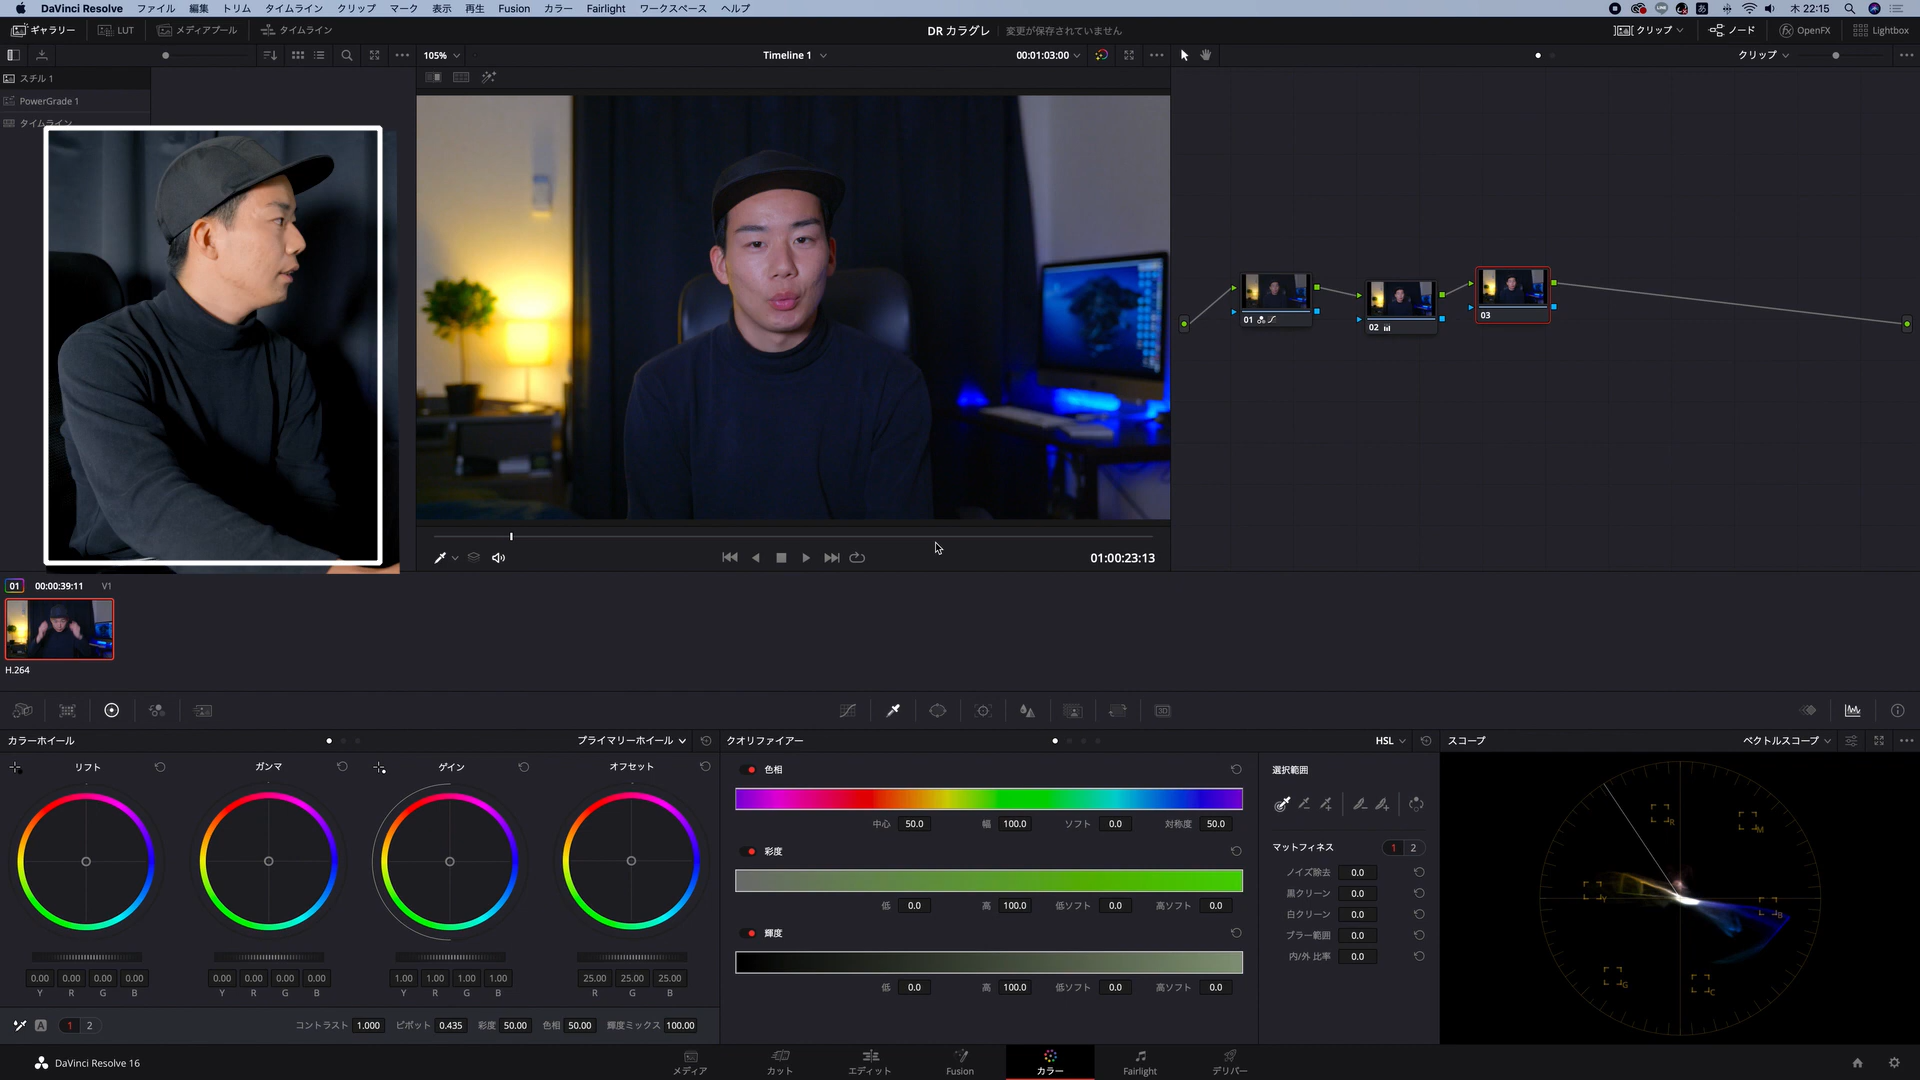 DaVinci Resolve ファイル 編集 トリム タイムライン クリップ マーク 表示 再生 Fusion カラー Fairlight ワークスペース ヘルプ 木 22:15
ギャラリー LUT メディアプール タイムライン DR カラグレ 変更が保存されていません クリップ ノード OpenFX Lightbox
105% Timeline 1 00:01:03:00 クリップ
スチル 1
PowerGrade 1
タイムライン
01 02 03
01:00:23:13
01 00:00:39:11 V1
H.264
カラーホイール プライマリーホイール クオリファイアー HSL スコープ ベクトルスコープ
リフト ガンマ ゲイン オフセット
0.00 0.00 0.00 0.00 0.00 0.00 0.00 0.00 1.00 1.00 1.00 1.00 25.00 25.00 25.00
Y R G B Y R G B Y R G B R G B
A 1 2 コントラスト 1.000 ピボット 0.435 彩度 50.00 色相 50.00 輝度ミックス 100.00
色相
中心 50.0 幅 100.0 ソフト 0.0 対称度 50.0
彩度
低 0.0 高 100.0 低ソフト 0.0 高ソフト 0.0
輝度
低 0.0 高 100.0 低ソフト 0.0 高ソフト 0.0
選択範囲
マットフィネス 1 2
ノイズ除去 0.0
黒クリーン 0.0
白クリーン 0.0
ブラー範囲 0.0
内/外 比率 0.0
R M
Y B
G C
DaVinci Resolve 16
メディア カット エディット Fusion カラー Fairlight デリバー